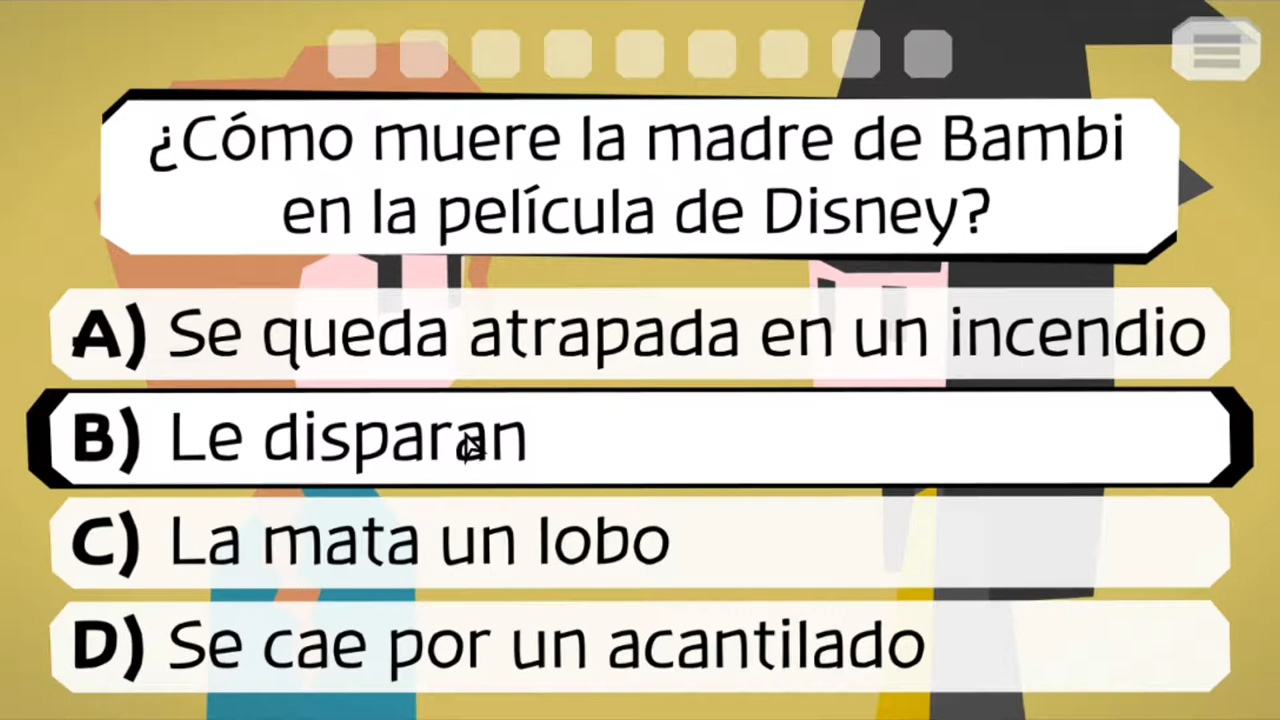 ¿Cómo muere la madre de Bambi
en la película de Disney?
A) Se queda atrapada en un incendio
B) Le disparan
C) La mata un lobo
D) Se cae por un acantilado